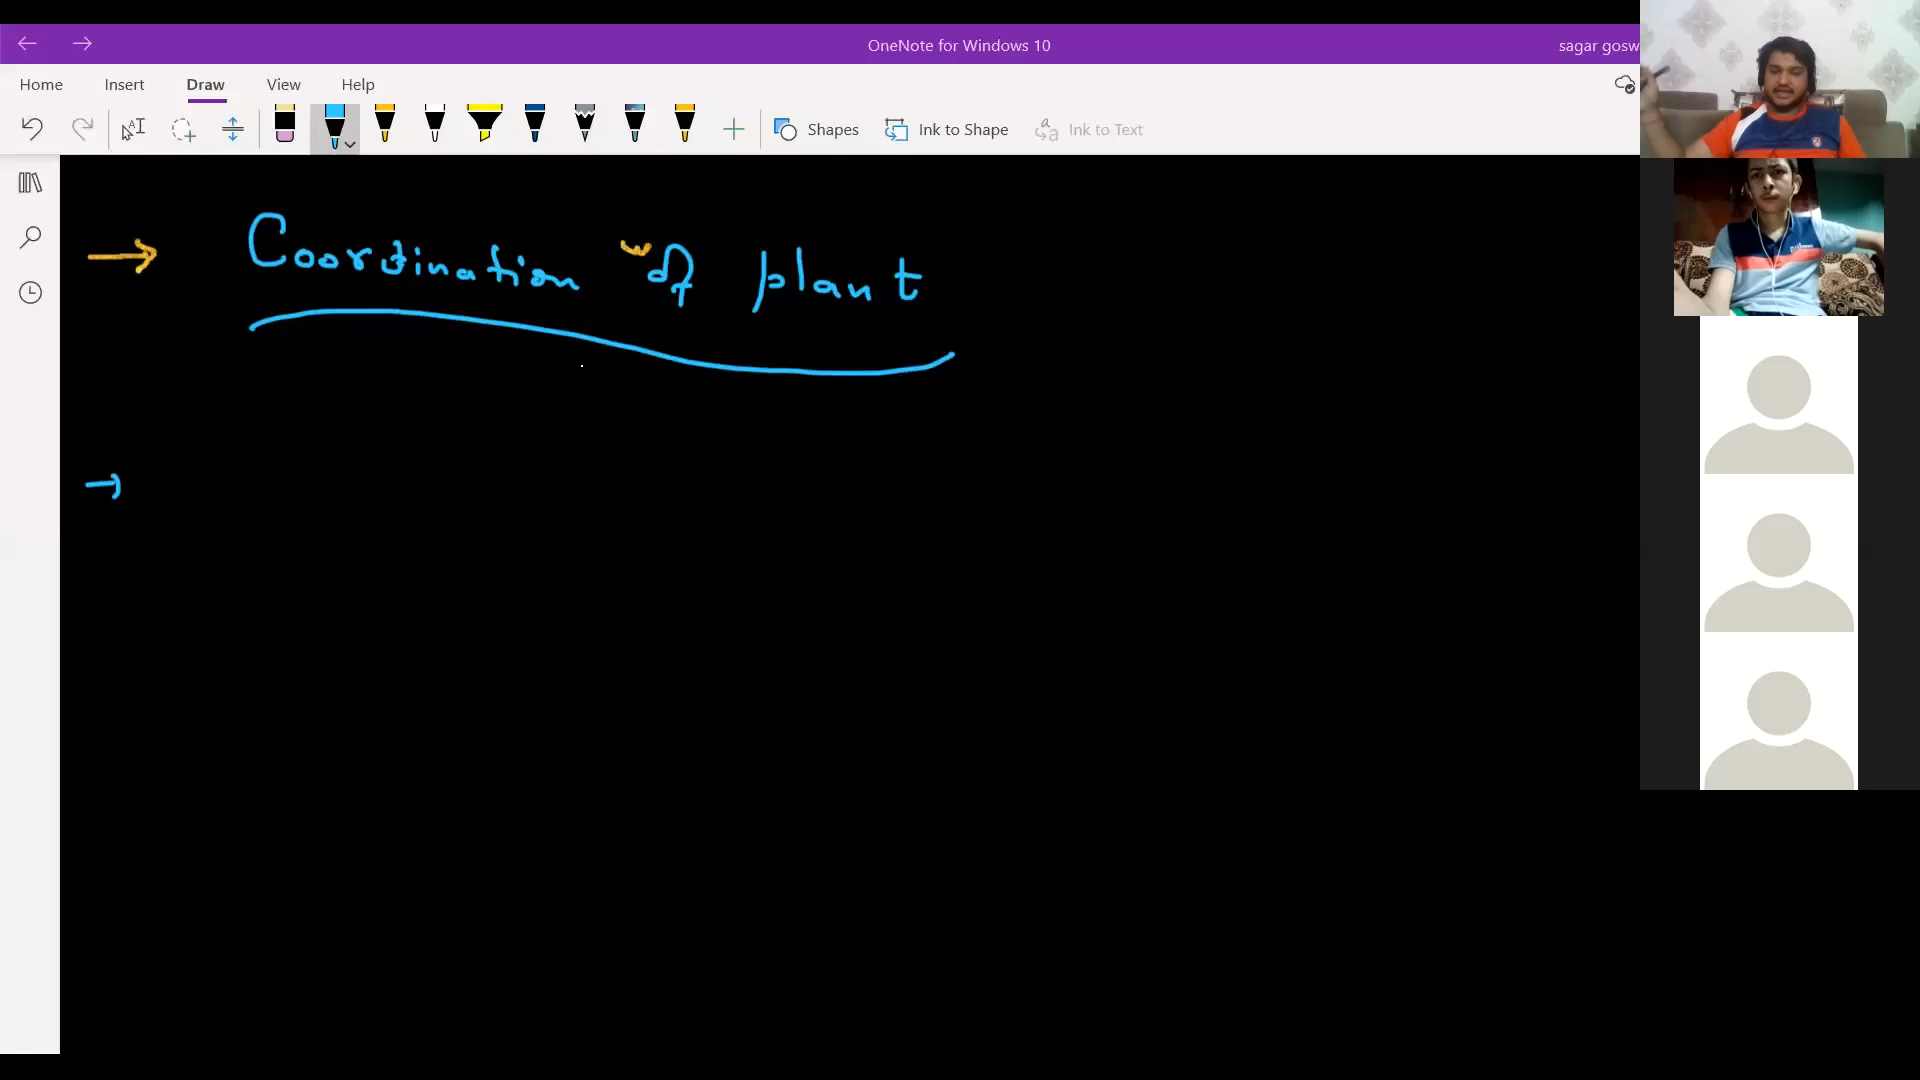 OneNote for Windows 10
sagar gosw
Home Insert Draw View Help
Shapes Ink to Shape Ink to Text
→ Coordination of plant
→